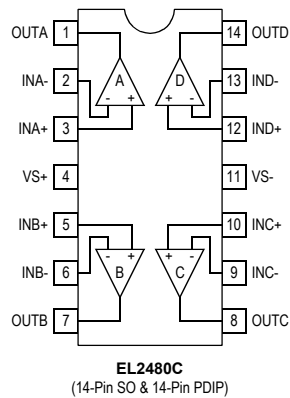 OUTA 1 14 OUTD
INA- 2 A D 13 IND-
- + + -
INA+ 3 12 IND+
VS+ 4 11 VS-
INB+ 5 10 INC+
- + + -
INB- 6 B C 9 INC-
OUTB 7 8 OUTC
EL2480C
(14-Pin SO & 14-Pin PDIP)